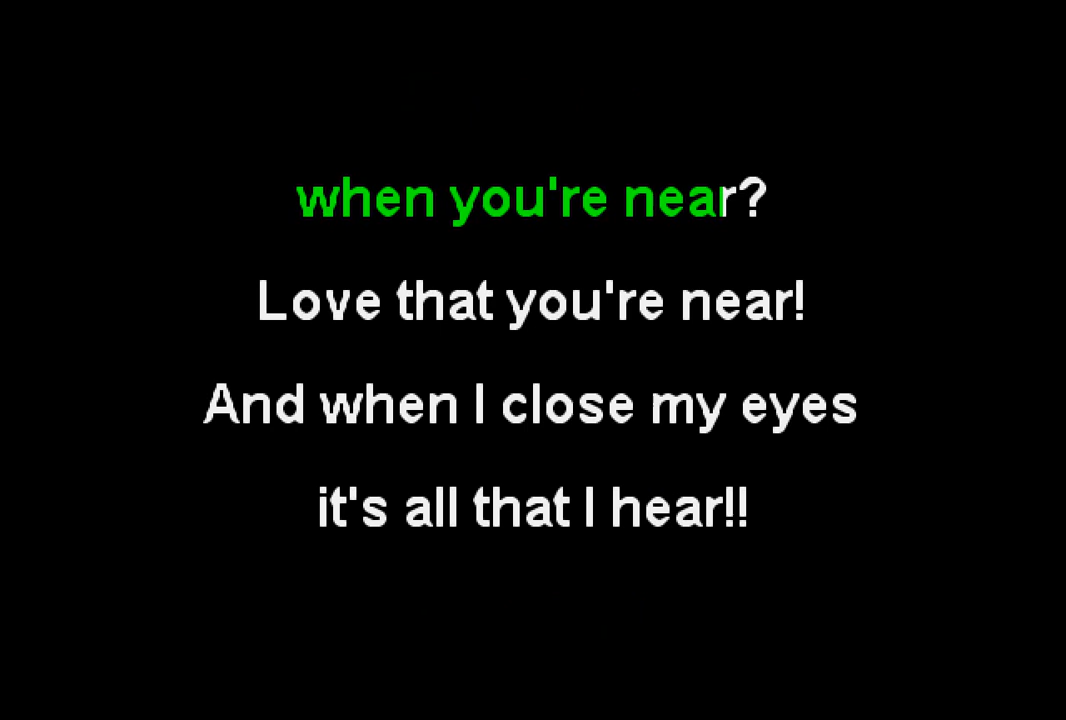 when you're near?
Love that you're near!
And when I close my eyes
it's all that I hear!!